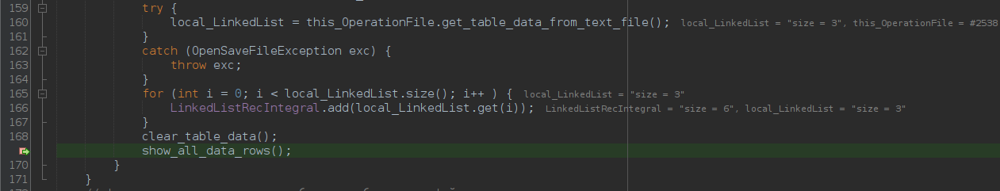 159 try {
160 local_LinkedList = this_OperationFile.get_table_data_from_text_file(); local_LinkedList = "size = 3", this_OperationFile = #2538
161 }
162 catch (OpenSaveFileException exc) {
163 throw exc;
164 }
165 for (int i = 0; i < local_LinkedList.size(); i++ ) { local_LinkedList = "size = 3"
166 LinkedListRecIntegral.add(local_LinkedList.get(i)); LinkedListRecIntegral = "size = 6", local_LinkedList = "size = 3"
167 }
168 clear_table_data();
show_all_data_rows();
170 }
171 }